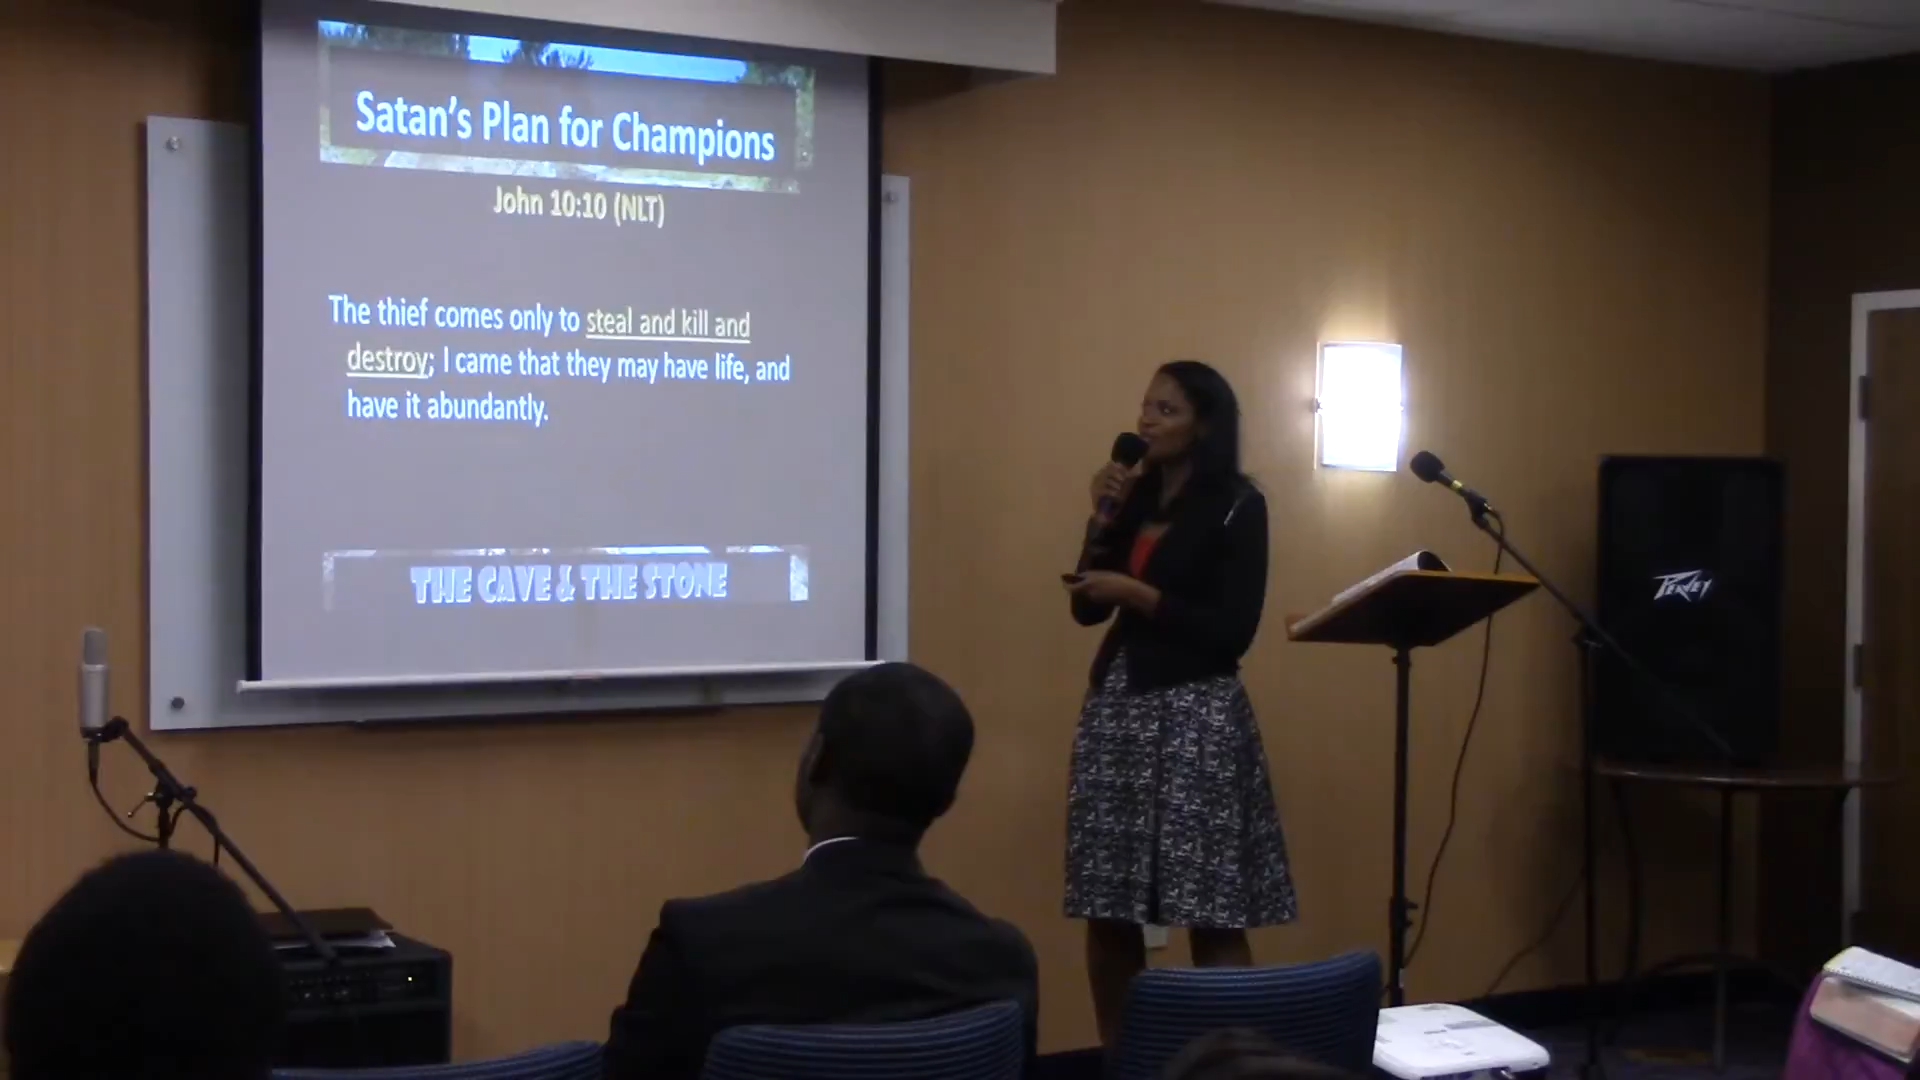 Satan's Plan for Champions
John 10:10 (NLT)
The thief comes only to steal and kill and
destroy; I came that they may have life, and
have it abundantly.
THE CAVE & THE STONE
PEAVEY